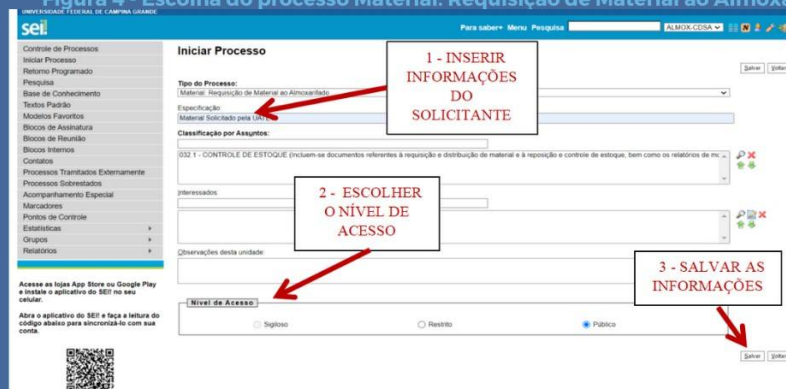 Figura 4 - Escolha do processo Material: Requisição de Material ao Almoxa
UNIVERSIDADE FEDERAL DE CAMPINA GRANDE
sei!
Para saber+ Menu Pesquisa
ALMOX-CDSA
Controle de Processos
Iniciar Processo
Retorno Programado
Pesquisa
Base de Conhecimento
Textos Padrão
Modelos Favoritos
Blocos de Assinatura
Blocos de Reunião
Blocos Internos
Contatos
Processos Tramitados Externamente
Processos Sobrestados
Acompanhamento Especial
Marcadores
Pontos de Controle
Estatísticas
Grupos
Relatórios
Acesse as lojas App Store ou Google Play
e instale o aplicativo do SEI! no seu
celular.
Abra o aplicativo do SEI! e faça a leitura do
código abaixo para sincronizá-lo com sua
conta.
Iniciar Processo
Salvar Voltar
Tipo do Processo:
Material: Requisição de Material ao Almoxarifado
Especificação:
Material Solicitado pela UATE
Classificação por Assuntos:
032.1 - CONTROLE DE ESTOQUE (Incluem-se documentos referentes à requisição e distribuição de material e à reposição e controle de estoque, bem como os relatórios de
Interessados:
Observações desta unidade:
Nível de Acesso
Sigiloso
Restrito
Público
Salvar Voltar
1 - INSERIR
INFORMAÇÕES
DO
SOLICITANTE
2 - ESCOLHER
O NÍVEL DE
ACESSO
3 - SALVAR AS
INFORMAÇÕES